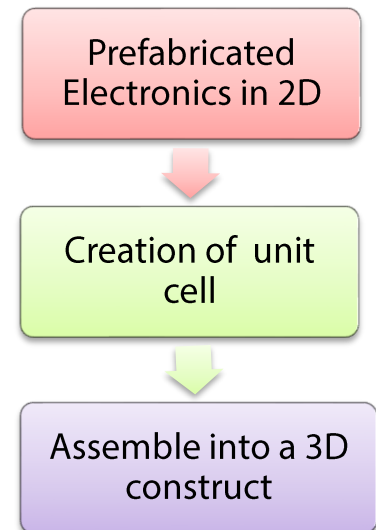 Prefabricated
Electronics in 2D
Creation of  unit
cell
Assemble into a 3D
construct